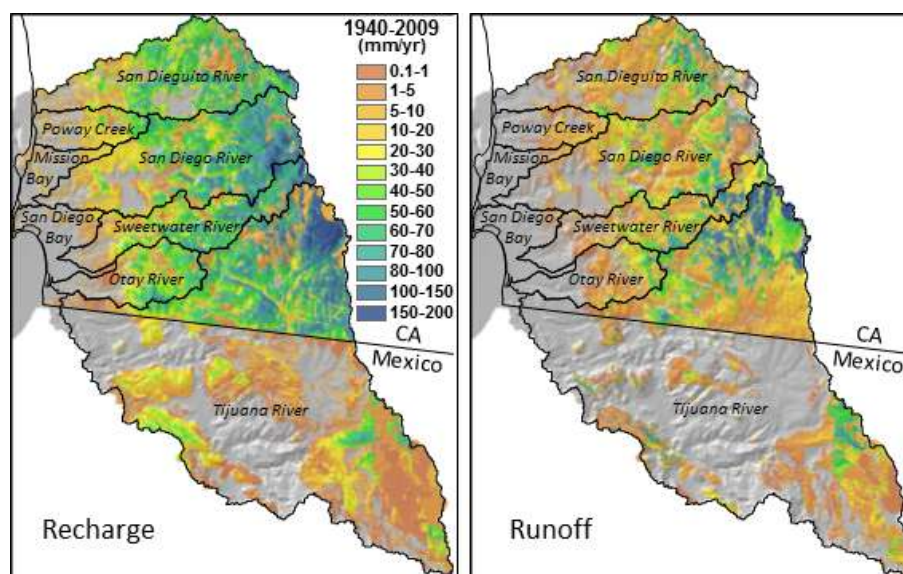 1940-2009
(mm/yr)
0.1-1
1-5
5-10
10-20
20-30
30-40
40-50
50-60
60-70
70-80
80-100
100-150
150-200
San Dieguito River
Poway Creek
Mission
Bay
San Diego River
San Diego
Bay
Sweetwater River
Otay River
CA
Mexico
Tijuana River
Recharge
San Dieguito River
Poway Creek
Mission
Bay
San Diego River
San Diego
Bay
Sweetwater River
Otay River
CA
Mexico
Tijuana River
Runoff